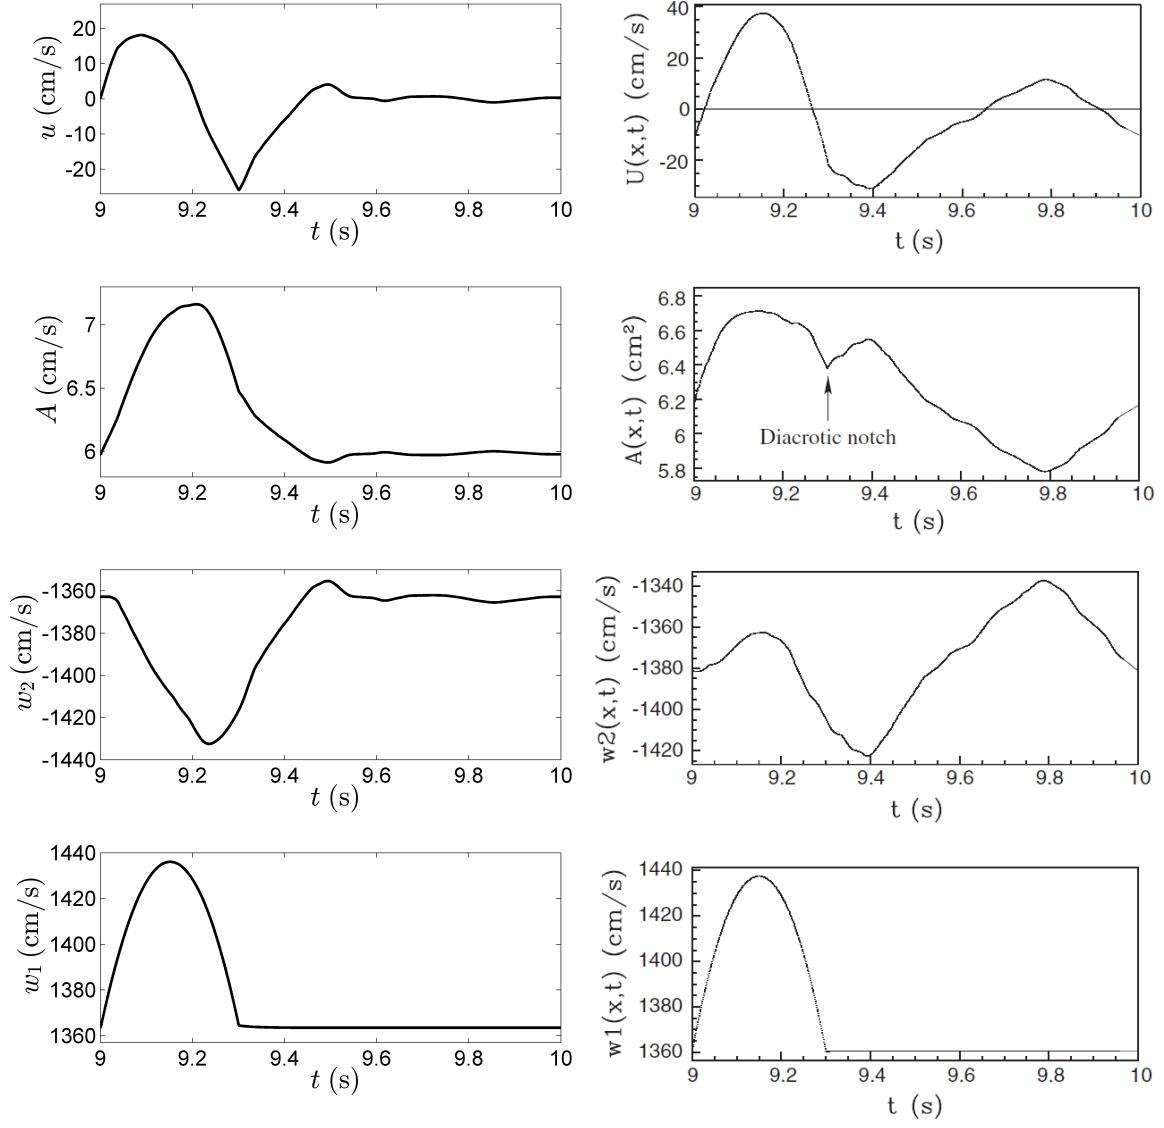 u (cm/s)
20
10
0
-10
-20
9 9.2 9.4 9.6 9.8 10
t (s)
U(x,t) (cm/s)
40
20
0
-20
9 9.2 9.4 9.6 9.8 10
t (s)
A (cm/s)
7
6.5
6
9 9.2 9.4 9.6 9.8 10
t (s)
A(x,t) (cm²)
6.8
6.6
6.4
6.2
6
5.8
Diacrotic notch
9 9.2 9.4 9.6 9.8 10
t (s)
w₂ (cm/s)
-1360
-1380
-1400
-1420
-1440
9 9.2 9.4 9.6 9.8 10
t (s)
w2(x,t) (cm/s)
-1340
-1360
-1380
-1400
-1420
9 9.2 9.4 9.6 9.8 10
t (s)
w₁ (cm/s)
1440
1420
1400
1380
1360
9 9.2 9.4 9.6 9.8 10
t (s)
w1(x,t) (cm/s)
1440
1420
1400
1380
1360
9 9.2 9.4 9.6 9.8 10
t (s)